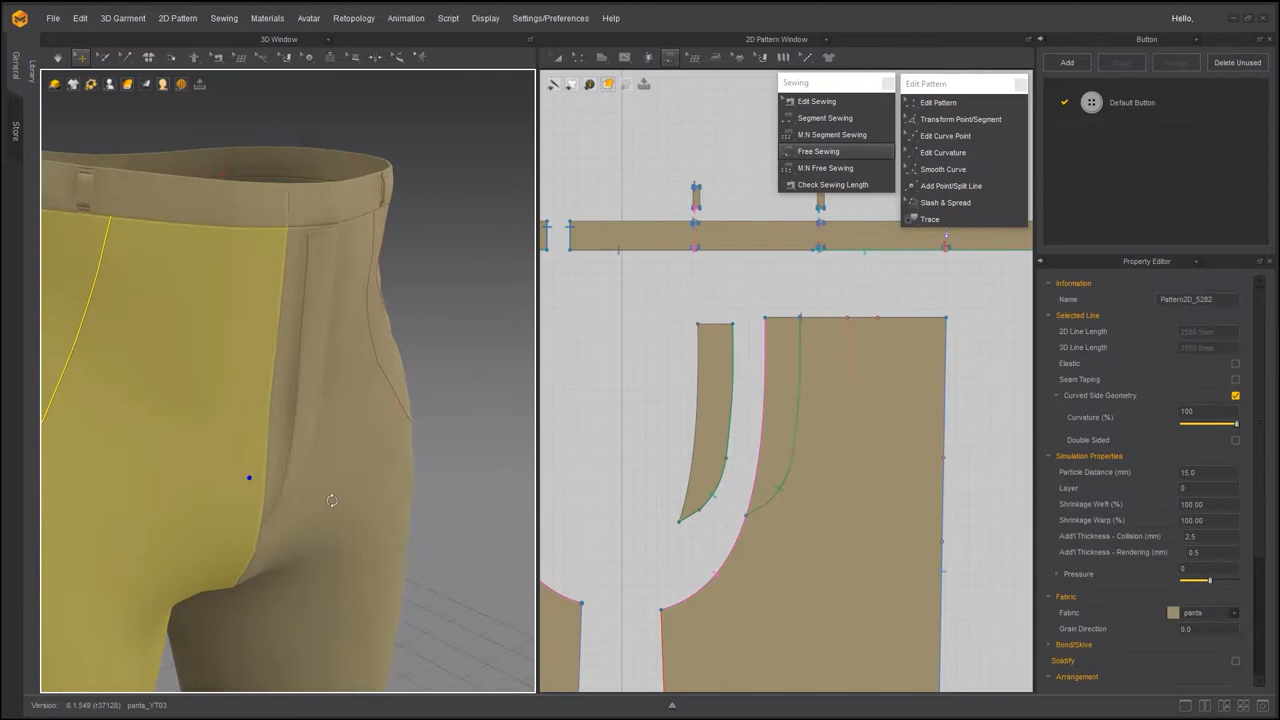 File Edit 3D Garment 2D Pattern Sewing Materials Avatar Retopology Animation Script Display Settings/Preferences Help Hello,
3D Window 2D Pattern Window Button
General
Library
Store
Add Delete Unused
Default Button
Sewing
Edit Sewing
Segment Sewing
M:N Segment Sewing
Free Sewing
M:N Free Sewing
Check Sewing Length
Edit Pattern
Edit Pattern
Transform Point/Segment
Edit Curve Point
Edit Curvature
Smooth Curve
Add Point/Split Line
Slash & Spread
Trace
Property Editor
Information
Name Pattern2D_5282
Selected Line
2D Line Length
3D Line Length
Elastic
Seam Taping
Curved Side Geometry
Curvature (%) 100
Double Sided
Simulation Properties
Particle Distance (mm) 15.0
Layer 0
Shrinkage Weft (%) 100.00
Shrinkage Warp (%) 100.00
Add'l Thickness - Collision (mm) 2.5
Add'l Thickness - Rendering (mm) 0.5
Pressure 0
Fabric
Fabric pants
Grain Direction 0.0
Bond/Skive
Solidify
Arrangement
Version: 6.1.549 (r37128) pants_YT03